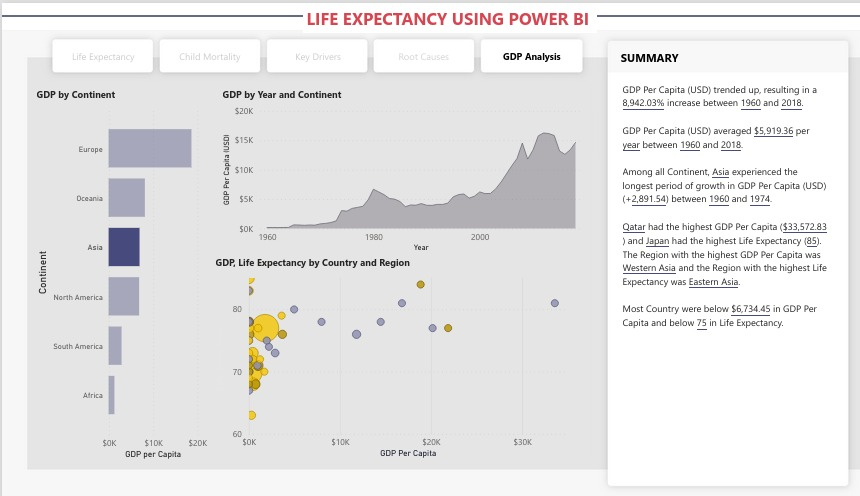 LIFE EXPECTANCY USING POWER BI
Life Expectancy
Child Mortality
Key Drivers
Root Causes
GDP Analysis
GDP by Continent
Continent
Europe
Oceania
Asia
North America
South America
Africa
$0K
$10K
$20K
GDP per Capita
GDP by Year and Continent
GDP Per Capita (USD)
$20K
$15K
$10K
$5K
$0K
1960
1980
2000
Year
GDP, Life Expectancy by Country and Region
80
70
60
$0K
$10K
$20K
$30K
GDP Per Capita
SUMMARY
GDP Per Capita (USD) trended up, resulting in a
8,942.03% increase between 1960 and 2018.
GDP Per Capita (USD) averaged $5,919.36 per
year between 1960 and 2018.
Among all Continent, Asia experienced the
longest period of growth in GDP Per Capita (USD)
(+2,891.54) between 1960 and 1974.
Qatar had the highest GDP Per Capita ($33,572.83
) and Japan had the highest Life Expectancy (85).
The Region with the highest GDP Per Capita was
Western Asia and the Region with the highest Life
Expectancy was Eastern Asia.
Most Country were below $6,734.45 in GDP Per
Capita and below 75 in Life Expectancy.